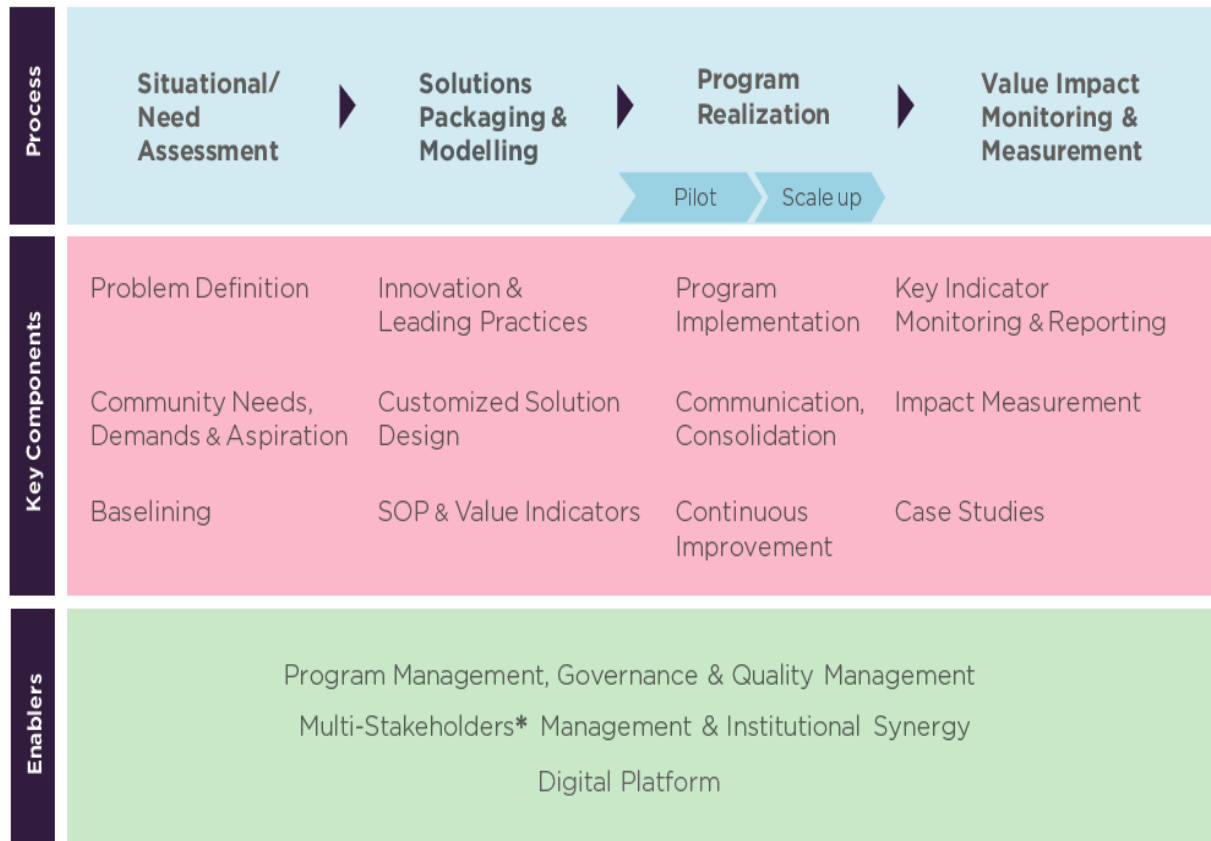 Process
Situational/
Need
Assessment
Solutions
Packaging &
Modelling
Program
Realization
Pilot
Scale up
Value Impact
Monitoring &
Measurement
Key Components
Problem Definition
Innovation &
Leading Practices
Program
Implementation
Key Indicator
Monitoring & Reporting
Community Needs,
Demands & Aspiration
Customized Solution
Design
Communication,
Consolidation
Impact Measurement
Baselining
SOP & Value Indicators
Continuous
Improvement
Case Studies
Enablers
Program Management, Governance & Quality Management
Multi-Stakeholders* Management & Institutional Synergy
Digital Platform